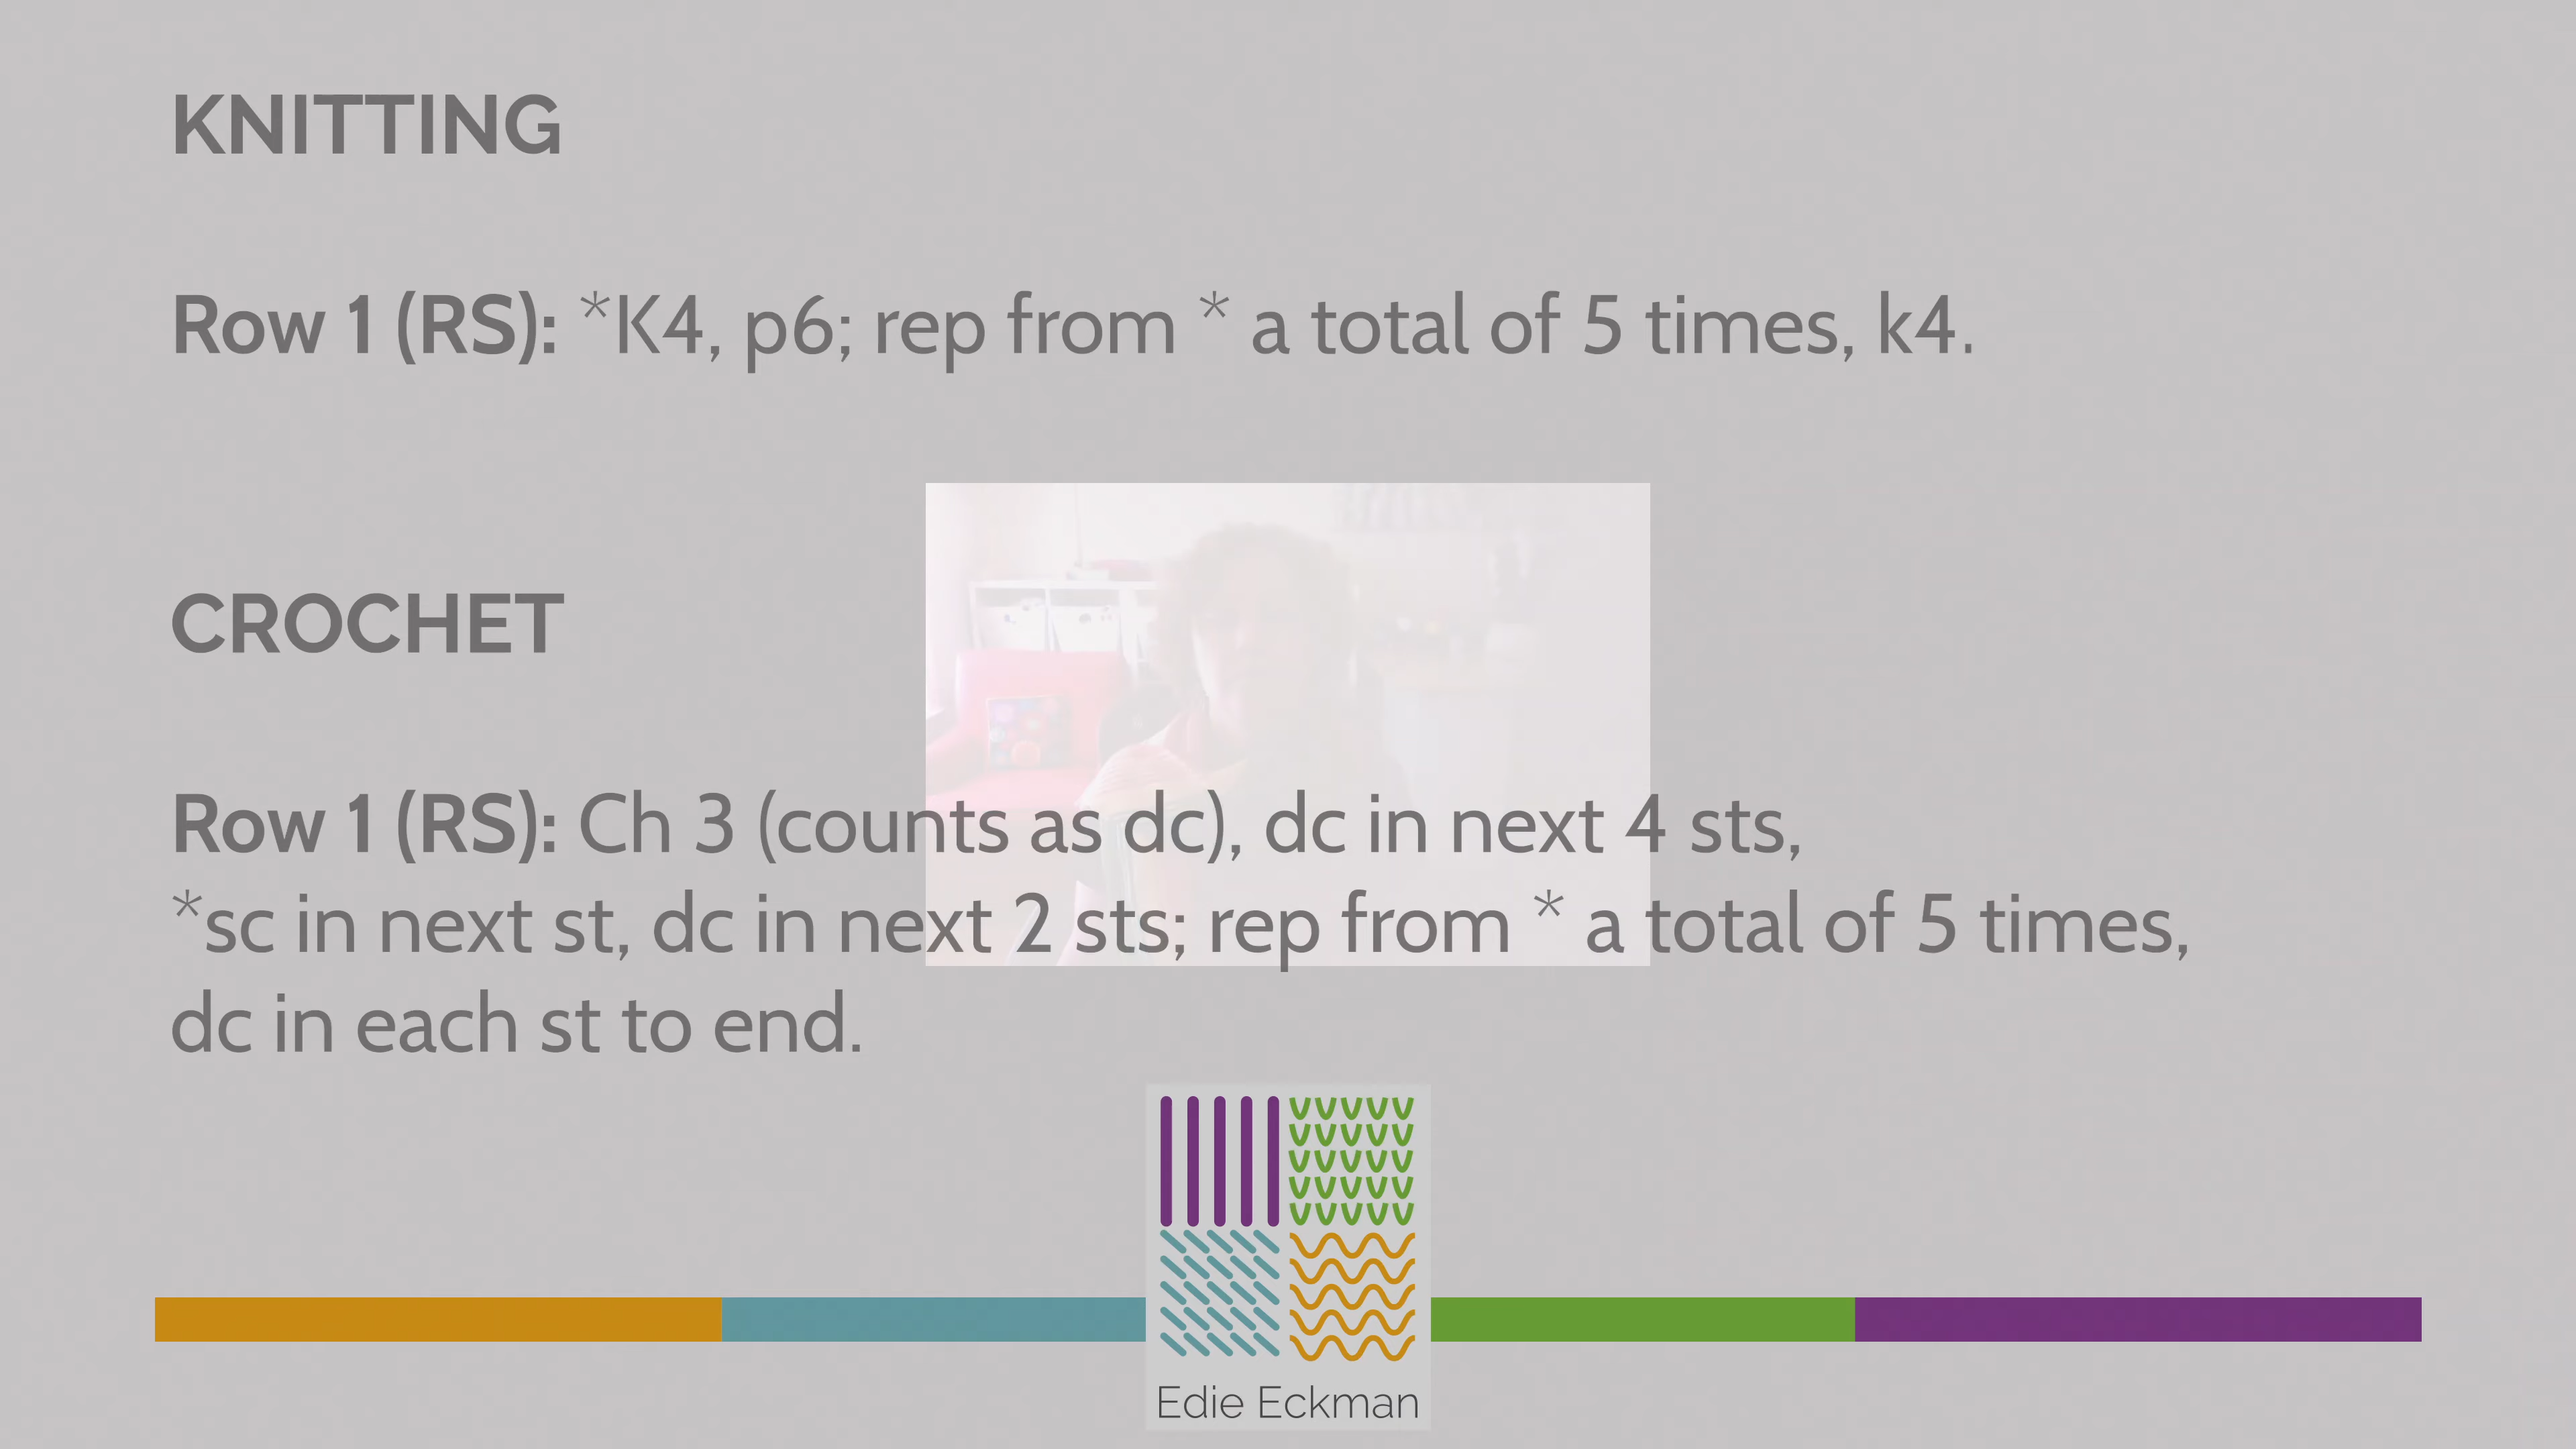 KNITTING
Row 1 (RS): *K4, p6; rep from * a total of 5 times, k4.
CROCHET
Row 1 (RS): Ch 3 (counts as dc), dc in next 4 sts,
*sc in next st, dc in next 2 sts; rep from * a total of 5 times,
dc in each st to end.
Edie Eckman